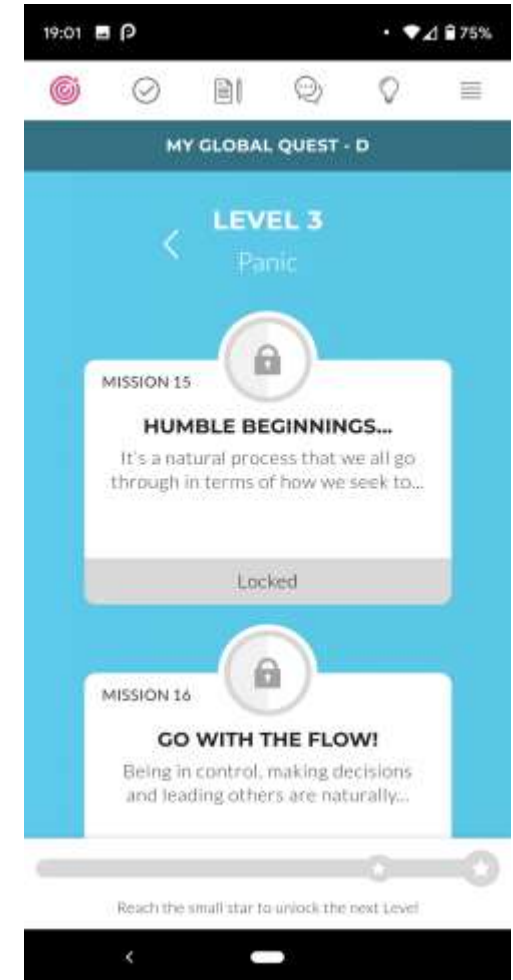 19:01 75%
MY GLOBAL QUEST - D
LEVEL 3
Panic
MISSION 15
HUMBLE BEGINNINGS...
It's a natural process that we all go
through in terms of how we seek to...
Locked
MISSION 16
GO WITH THE FLOW!
Being in control, making decisions
and leading others are naturally...
Reach the small star to unlock the next Level